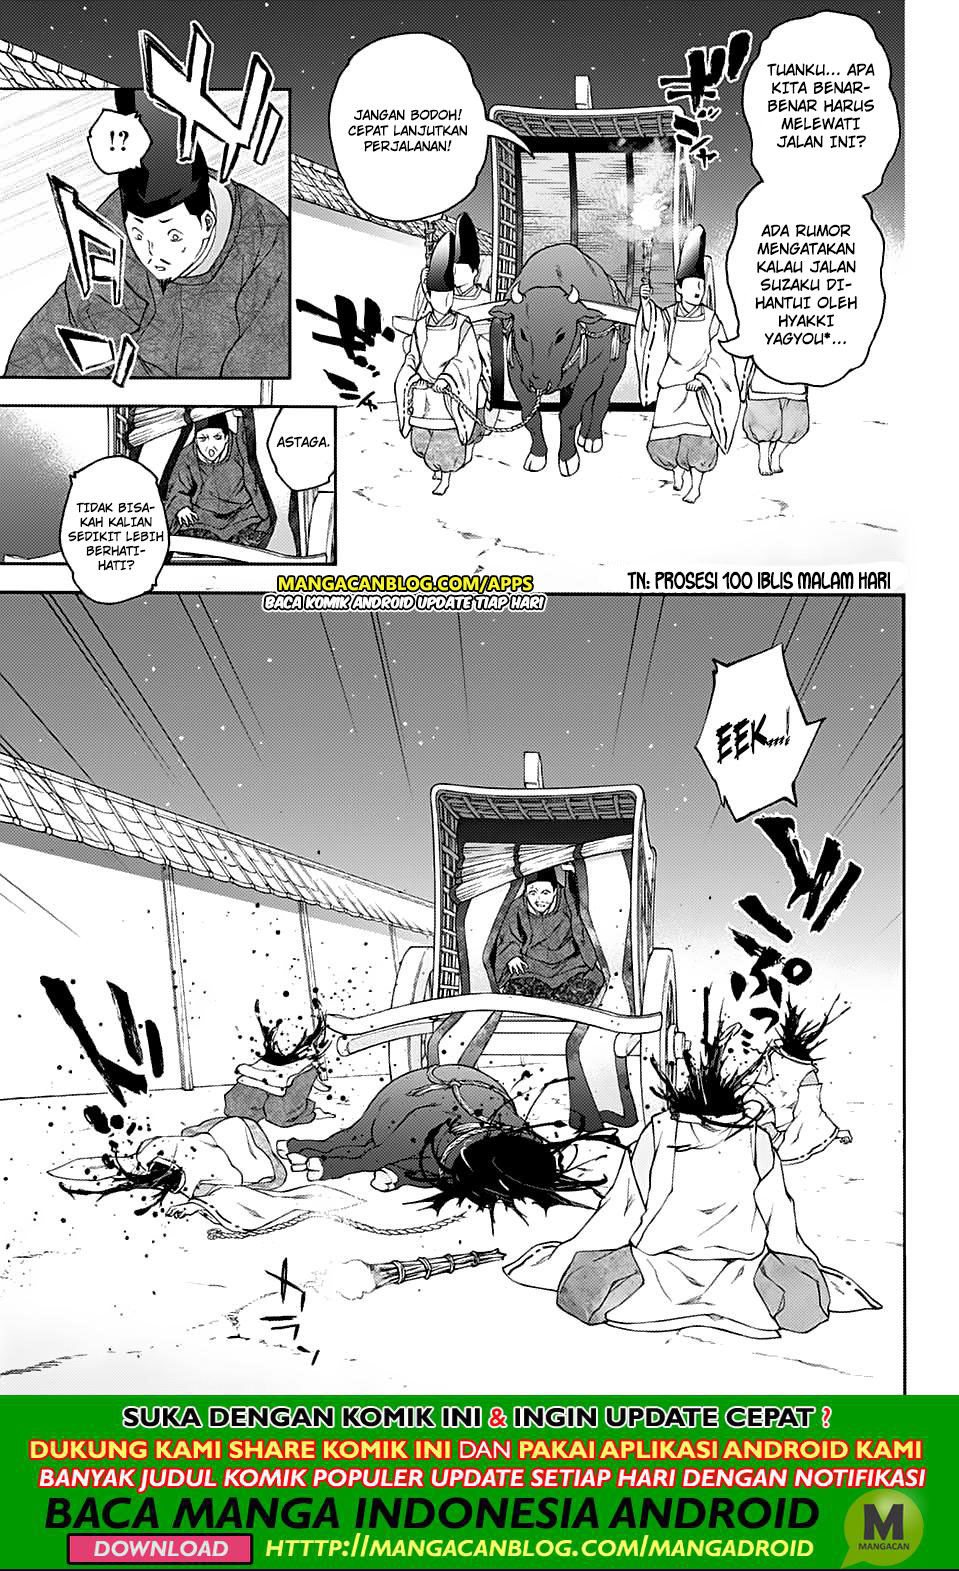 TUANKU... APA
KITA BENAR-
BENAR HARUS
MELEWATI
JALAN INI?
ADA RUMOR
MENGATAKAN
KALAU JALAN
SUZAKU DI-
HANTUI OLEH
HYAKKI
YAGYOU*...
JANGAN BODOH!
CEPAT LANJUTKAN
PERJALANAN!
!?
ASTAGA.
TIDAK BISA-
KAH KALIAN
SEDIKIT LEBIH
BERHATI-
HATI?
MANGACANBLOG.COM/APPS
BACA KOMIK ANDROID UPDATE TIAP HARI
TN: PROSESI 100 IBLIS MALAM HARI
EEK...!
SUKA DENGAN KOMIK INI & INGIN UPDATE CEPAT ?
DUKUNG KAMI SHARE KOMIK INI DAN PAKAI APLIKASI ANDROID KAMI
BANYAK JUDUL KOMIK POPULER UPDATE SETIAP HARI DENGAN NOTIFIKASI
BACA MANGA INDONESIA ANDROID
DOWNLOAD HTTTP://MANGACANBLOG.COM/MANGADROID
M
MANGACAN